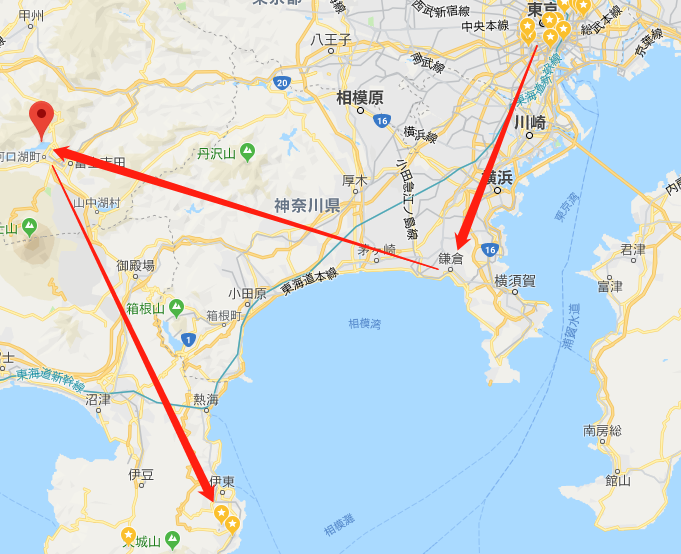 甲州
西武新宿線
東京
中央本線
総武本線
京葉線
八王子
南武線
20
東海道新幹線
相模原
16
横浜線
川崎
河口湖町
富士吉田
丹沢山
厚木
小田急江ノ島線
横浜
山中湖村
神奈川県
東京湾
士山
茅ヶ崎
鎌倉
16
君津
御殿場
東海道本線
横須賀
富津
小田原
箱根山
箱根町
1
相模湾
浦賀水道
富士
東海道新幹線
沼津
熱海
南房総
伊豆
伊東
館山
相模灘
天城山